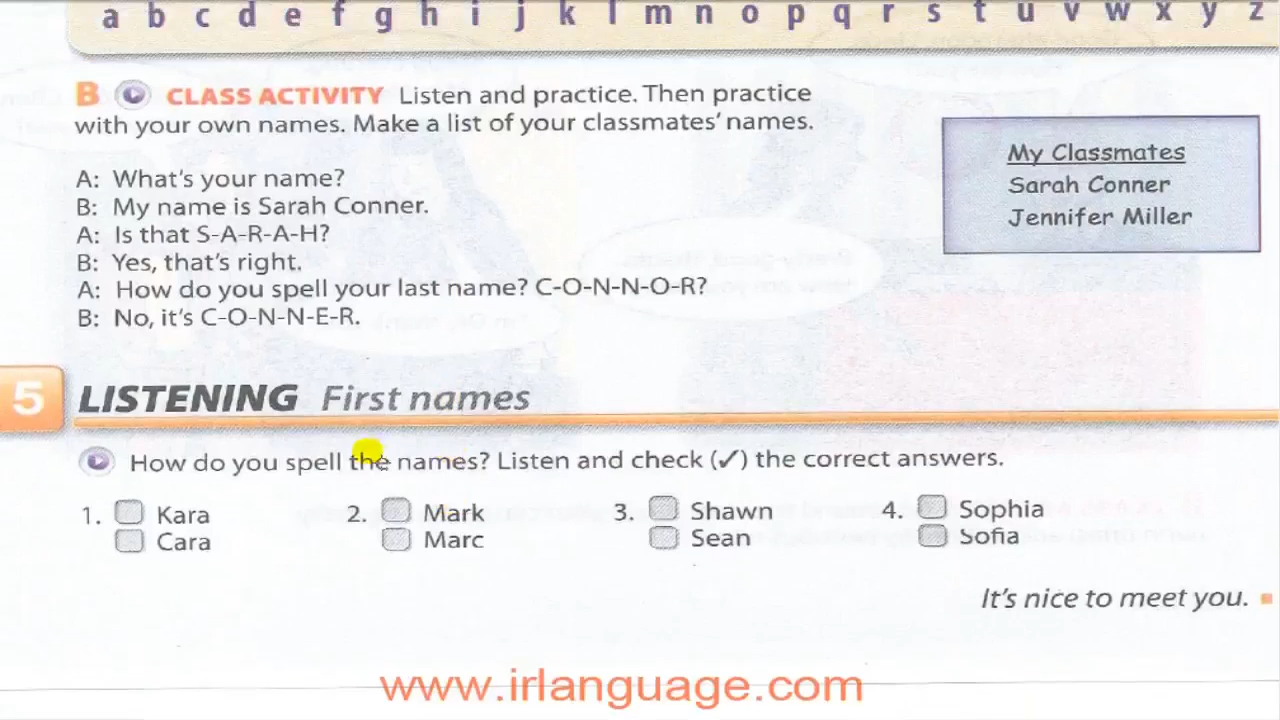 a b c d e f g h i j k l m n o p q r s t u v w x y z
B CLASS ACTIVITY Listen and practice. Then practice
with your own names. Make a list of your classmates' names.
A: What's your name?
B: My name is Sarah Conner.
A: Is that S-A-R-A-H?
B: Yes, that's right.
A: How do you spell your last name? C-O-N-N-O-R?
B: No, it's C-O-N-N-E-R.
My Classmates
Sarah Conner
Jennifer Miller
5 LISTENING First names
How do you spell the names? Listen and check (✓) the correct answers.
1. Kara
Cara
2. Mark
Marc
3. Shawn
Sean
4. Sophia
Sofia
It's nice to meet you.
www.irlanguage.com